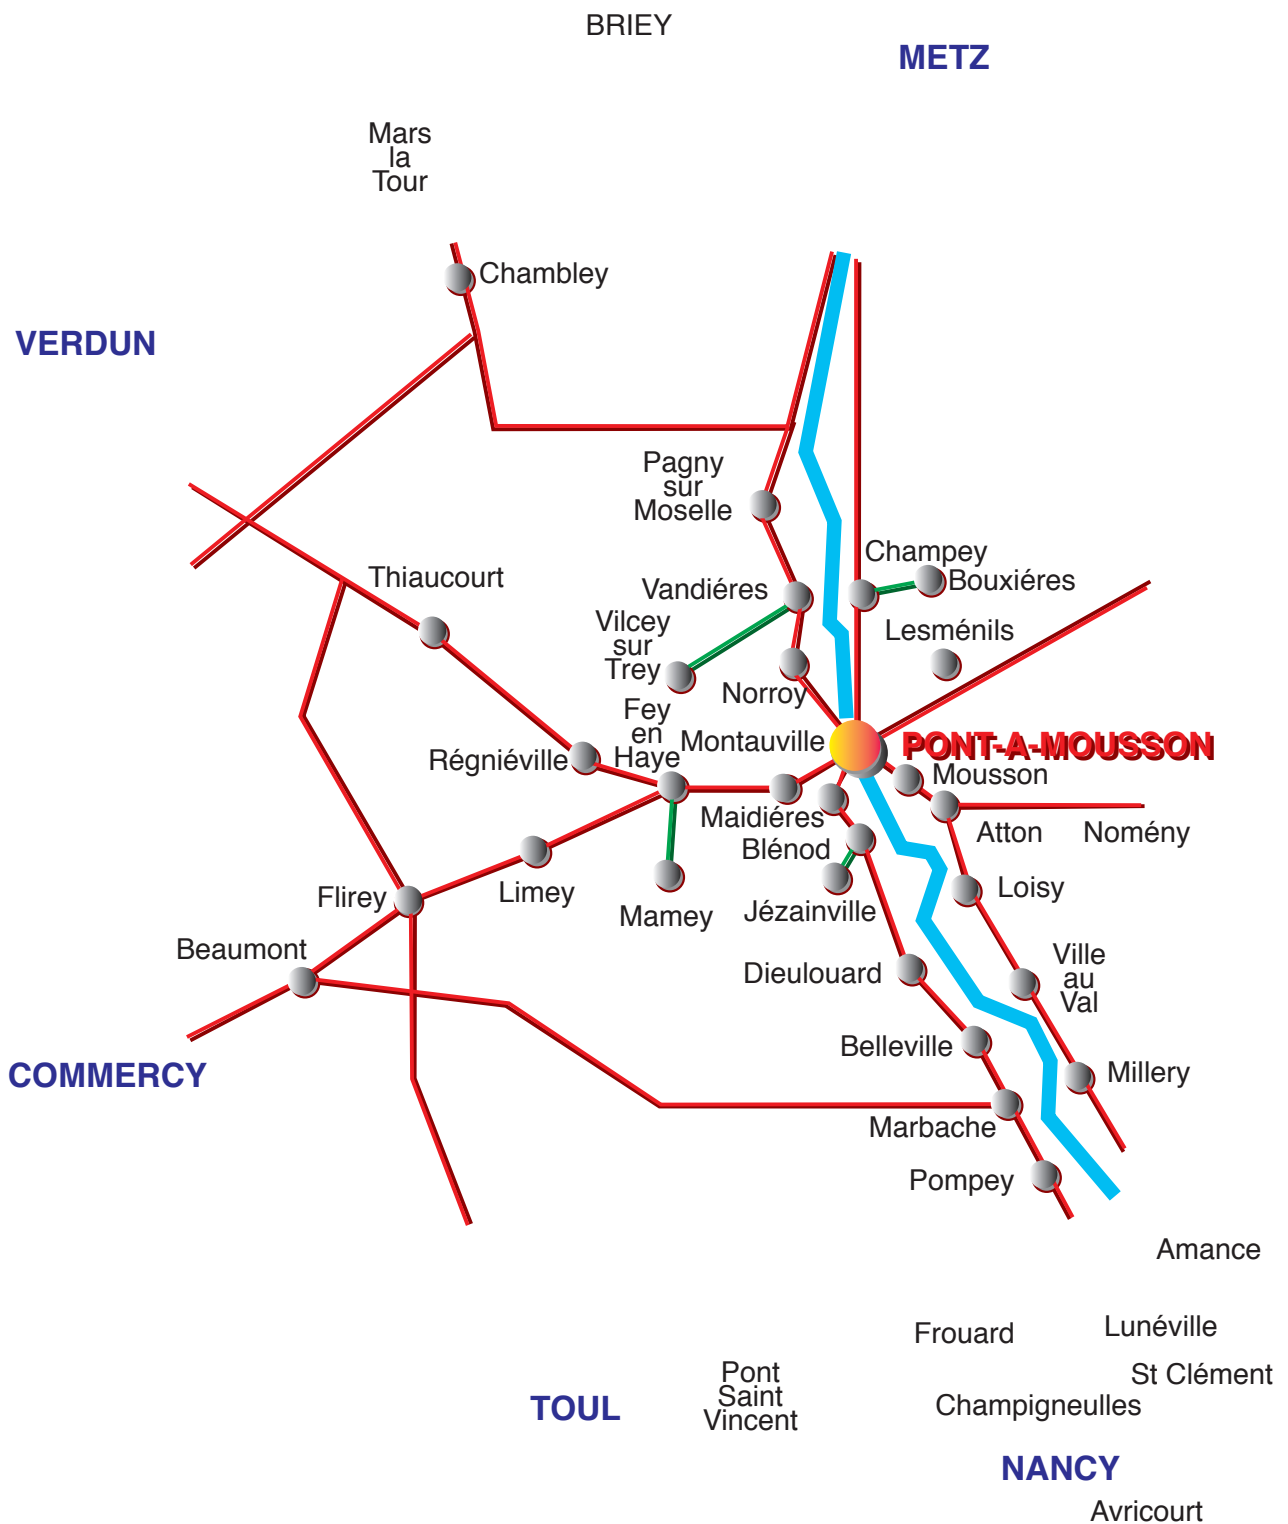 BRIEY
METZ
Mars
la
Tour
Chambley
VERDUN
Pagny
sur
Moselle
Champey
Bouxiéres
Thiaucourt
Vandiéres
Vilcey
sur
Trey
Lesménils
Norroy
Fey
en
Haye
Montauville
PONT-A-MOUSSON
Régniéville
Mousson
Maidiéres
Atton
Nomény
Blénod
Limey
Loisy
Flirey
Mamey
Jézainville
Beaumont
Ville
au
Val
Dieulouard
Belleville
COMMERCY
Millery
Marbache
Pompey
Amance
Frouard
Lunéville
Pont
Saint
Vincent
St Clément
TOUL
Champigneulles
NANCY
Avricourt